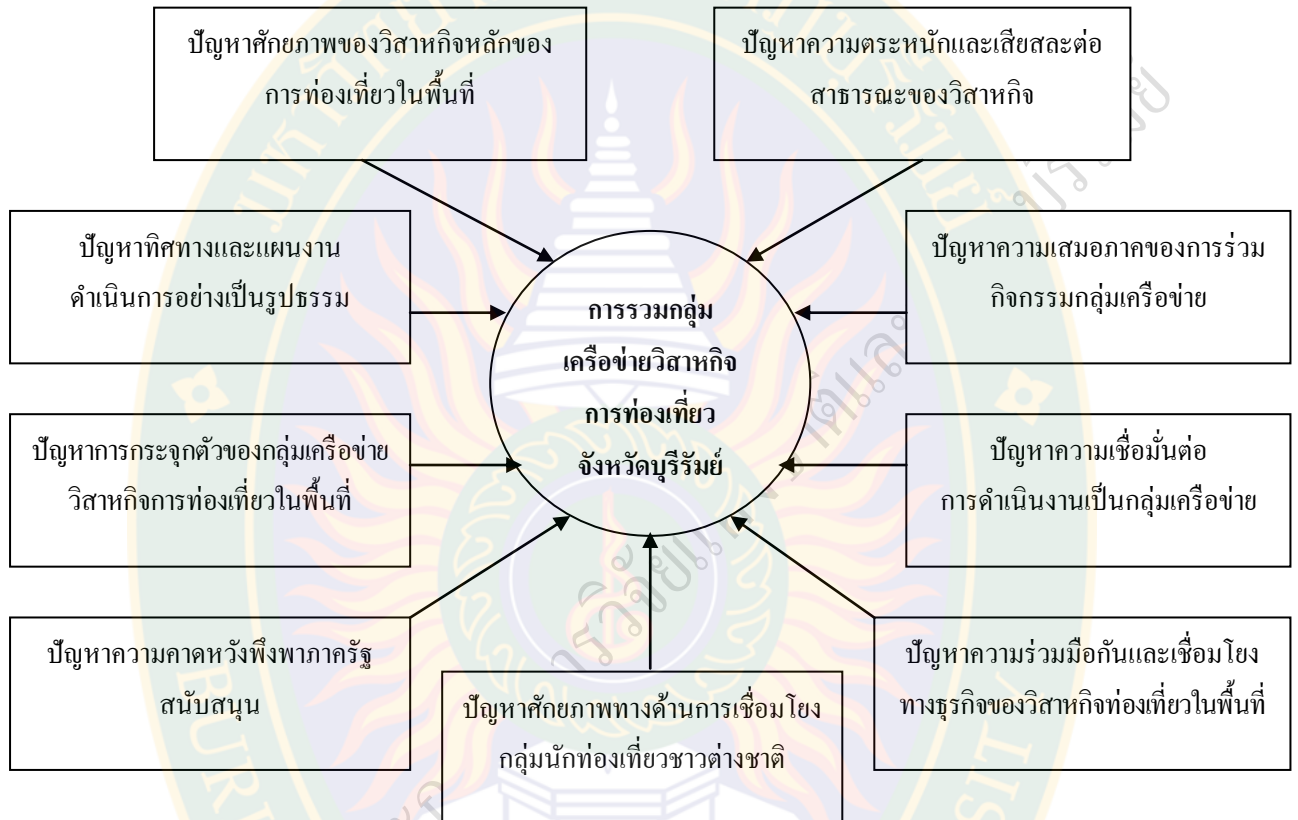 ปัญหาศักยภาพของวิสาหกิจหลักของ
การท่องเที่ยวในพื้นที่
ปัญหาความตระหนักและเสียสละต่อ
สาธารณะของวิสาหกิจ
ปัญหาทิศทางและแผนงาน
ดำเนินการอย่างเป็นรูปธรรม
การรวมกลุ่ม
เครือข่ายวิสาหกิจ
การท่องเที่ยว
จังหวัดบุรีรัมย์
ปัญหาความเสมอภาคของการร่วม
กิจกรรมกลุ่มเครือข่าย
ปัญหาการกระจุกตัวของกลุ่มเครือข่าย
วิสาหกิจการท่องเที่ยวในพื้นที่
ปัญหาความเชื่อมั่นต่อ
การดำเนินงานเป็นกลุ่มเครือข่าย
ปัญหาความคาดหวังพึงพาภาครัฐ
สนับสนุน
ปัญหาศักยภาพทางด้านการเชื่อมโยง
กลุ่มนักท่องเที่ยวชาวต่างชาติ
ปัญหาความร่วมมือกันและเชื่อมโยง
ทางธุรกิจของวิสาหกิจท่องเที่ยวในพื้นที่